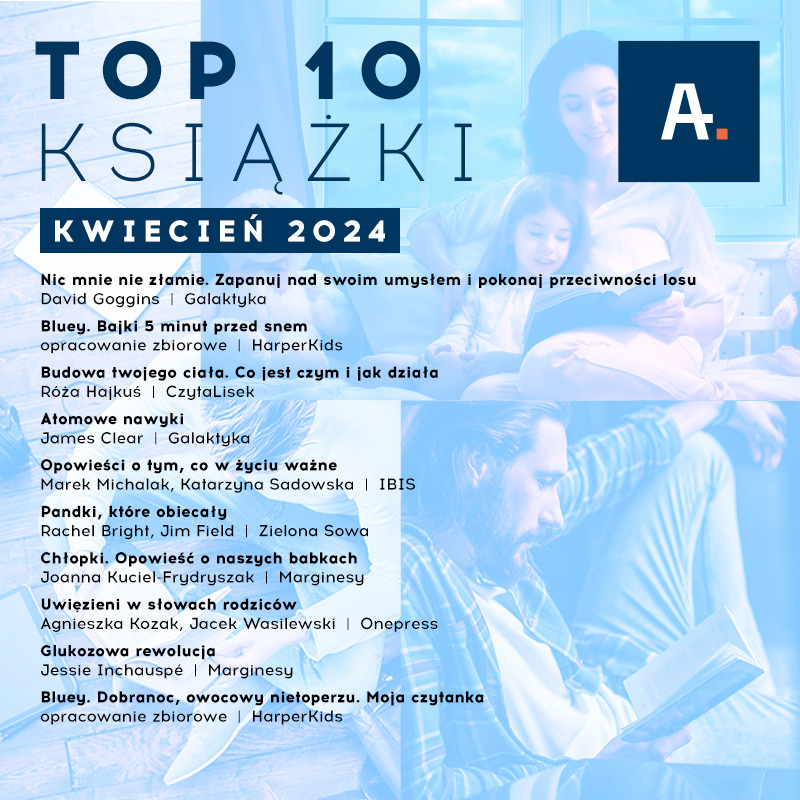 TOP 10
KSIĄŻKI
A.
KWIECIEŃ 2024
Nic mnie nie złamie. Zapanuj nad swoim umysłem i pokonaj przeciwności losu
David Goggins | Galaktyka
Bluey. Bajki 5 minut przed snem
opracowanie zbiorowe | HarperKids
Budowa twojego ciała. Co jest czym i jak działa
Róża Hajkuś | CzytaLisek
Atomowe nawyki
James Clear | Galaktyka
Opowieści o tym, co w życiu ważne
Marek Michalak, Katarzyna Sadowska | IBIS
Pandki, które obiecały
Rachel Bright, Jim Field | Zielona Sowa
Chłopki. Opowieść o naszych babkach
Joanna Kuciel-Frydryszak | Marginesy
Uwięzieni w słowach rodziców
Agnieszka Kozak, Jacek Wasilewski | Onepress
Glukozowa rewolucja
Jessie Inchauspé | Marginesy
Bluey. Dobranoc, owocowy nietoperzu. Moja czytanka
opracowanie zbiorowe | HarperKids